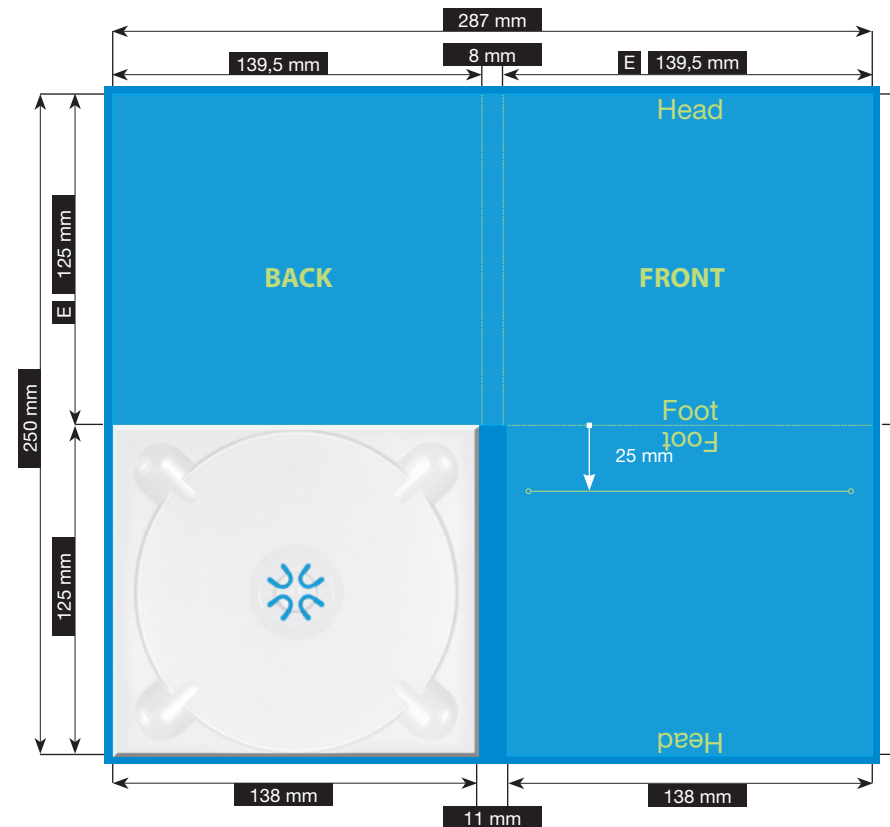 287 mm
8 mm
139,5 mm
E 139,5 mm
Head
125 mm
E
BACK
FRONT
250 mm
Foot
Foot
25 mm
125 mm
Head
138 mm
138 mm
11 mm